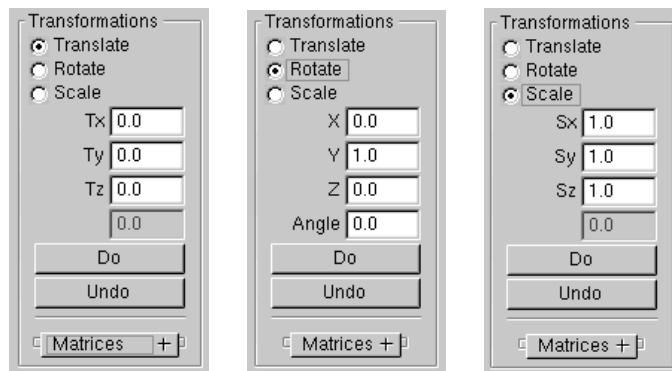 Transformations
Translate
Rotate
Scale
Tx 0.0
Ty 0.0
Tz 0.0
0.0
Do
Undo
Matrices +
Transformations
Translate
Rotate
Scale
X 0.0
Y 1.0
Z 0.0
Angle 0.0
Do
Undo
Matrices +
Transformations
Translate
Rotate
Scale
Sx 1.0
Sy 1.0
Sz 1.0
0.0
Do
Undo
Matrices +